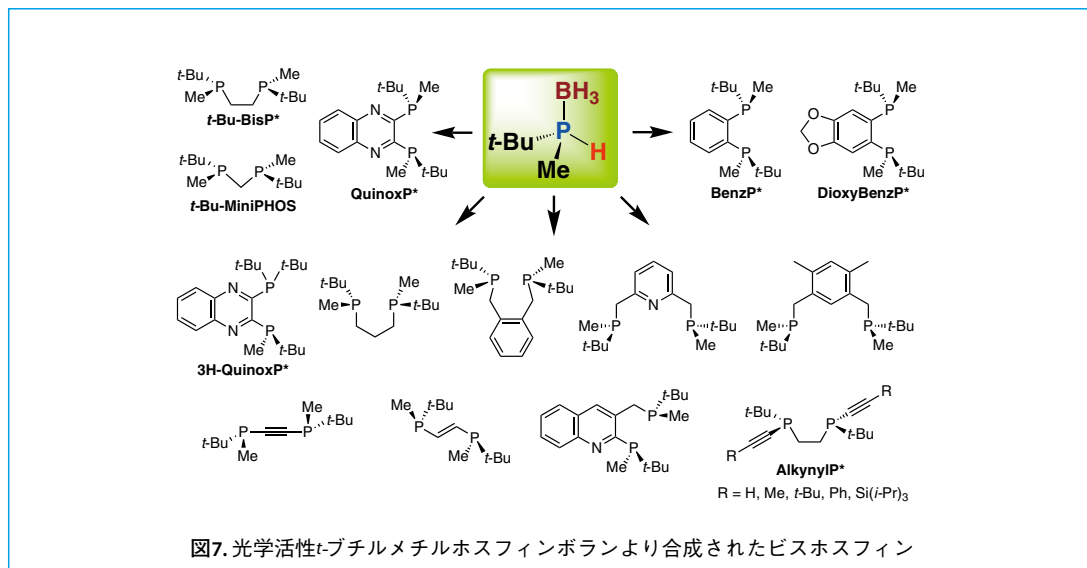 t-Bu
P
Me
P
Me
t-Bu
t-Bu-BisP*
t-Bu
P
Me
P
Me
t-Bu
t-Bu-MiniPHOS
N
N
t-Bu
P
Me
P
Me
t-Bu
QuinoxP*
BH3
t-Bu
P
H
Me
t-Bu
P
Me
P
Me
t-Bu
BenzP*
O
O
t-Bu
P
Me
P
Me
t-Bu
DioxyBenzP*
N
N
t-Bu
t-Bu
P
P
Me
t-Bu
3H-QuinoxP*
t-Bu
P
Me
Me
P
t-Bu
t-Bu
P
Me
Me
P
t-Bu
N
Me
P
t-Bu
t-Bu
P
Me
Me
P
t-Bu
t-Bu
P
Me
t-Bu
P
Me
Me
P
t-Bu
Me
t-Bu
P
P
Me
t-Bu
N
t-Bu
P
Me
P
Me
t-Bu
t-Bu
P
R
R
P
t-Bu
AlkynylP*
R = H, Me, t-Bu, Ph, Si(i-Pr)3
図7. 光学活性t-ブチルメチルホスフィンボランより合成されたビスホスフィン